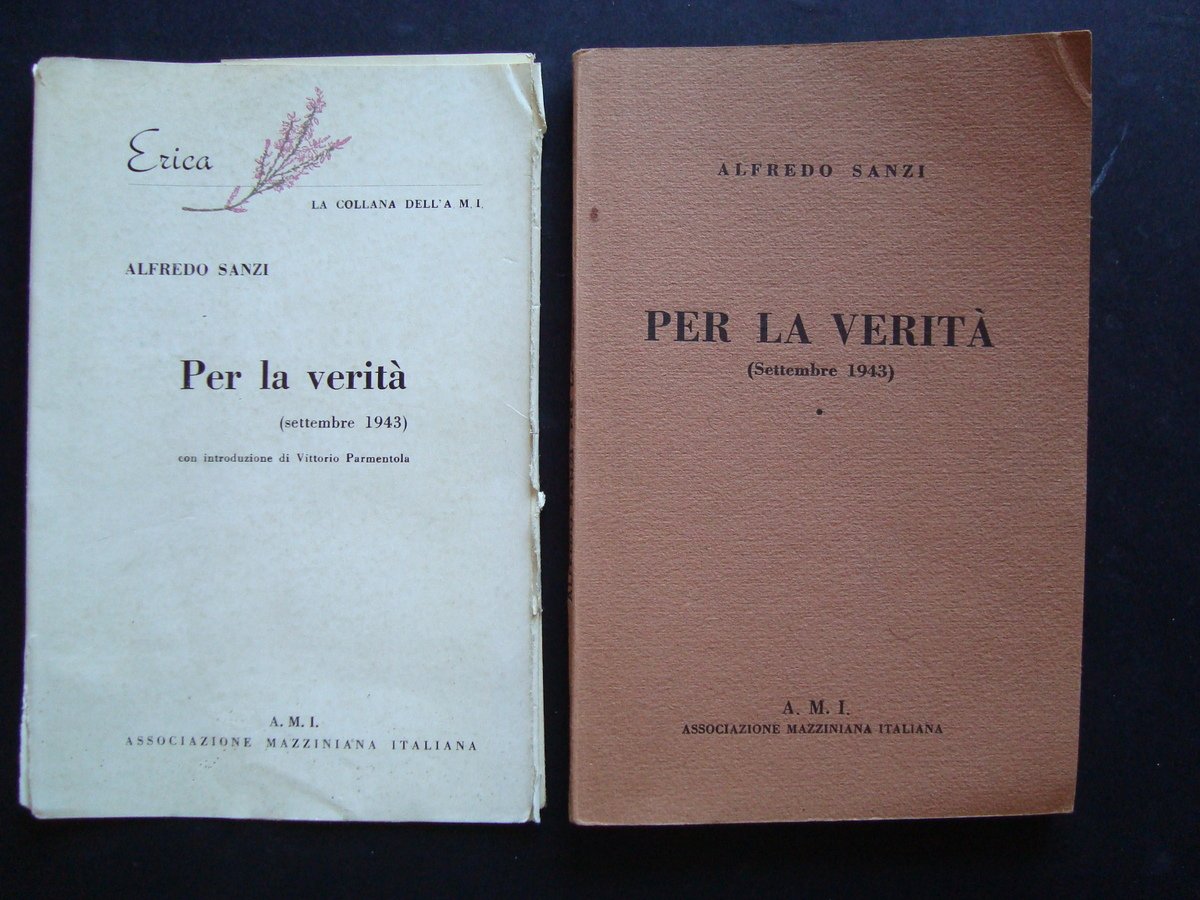 Erica
LA COLLANA DELL'A M. I.
ALFREDO SANZI
Per la verità
(settembre 1943)
con introduzione di Vittorio Parmentola
A. M. I.
ASSOCIAZIONE MAZZINIANA ITALIANA
ALFREDO SANZI
PER LA VERITÀ
(Settembre 1943)
A. M. I.
ASSOCIAZIONE MAZZINIANA ITALIANA